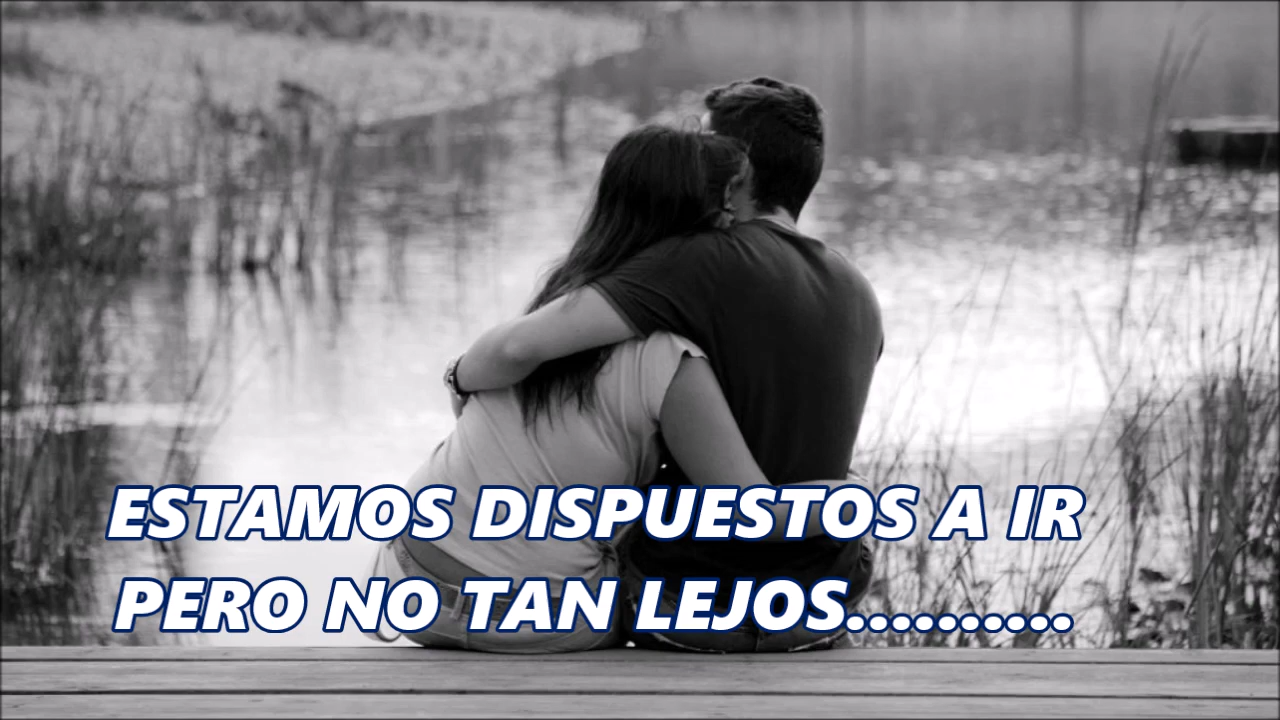 ESTAMOS DISPUESTOS A IR
PERO NO TAN LEJOS..........